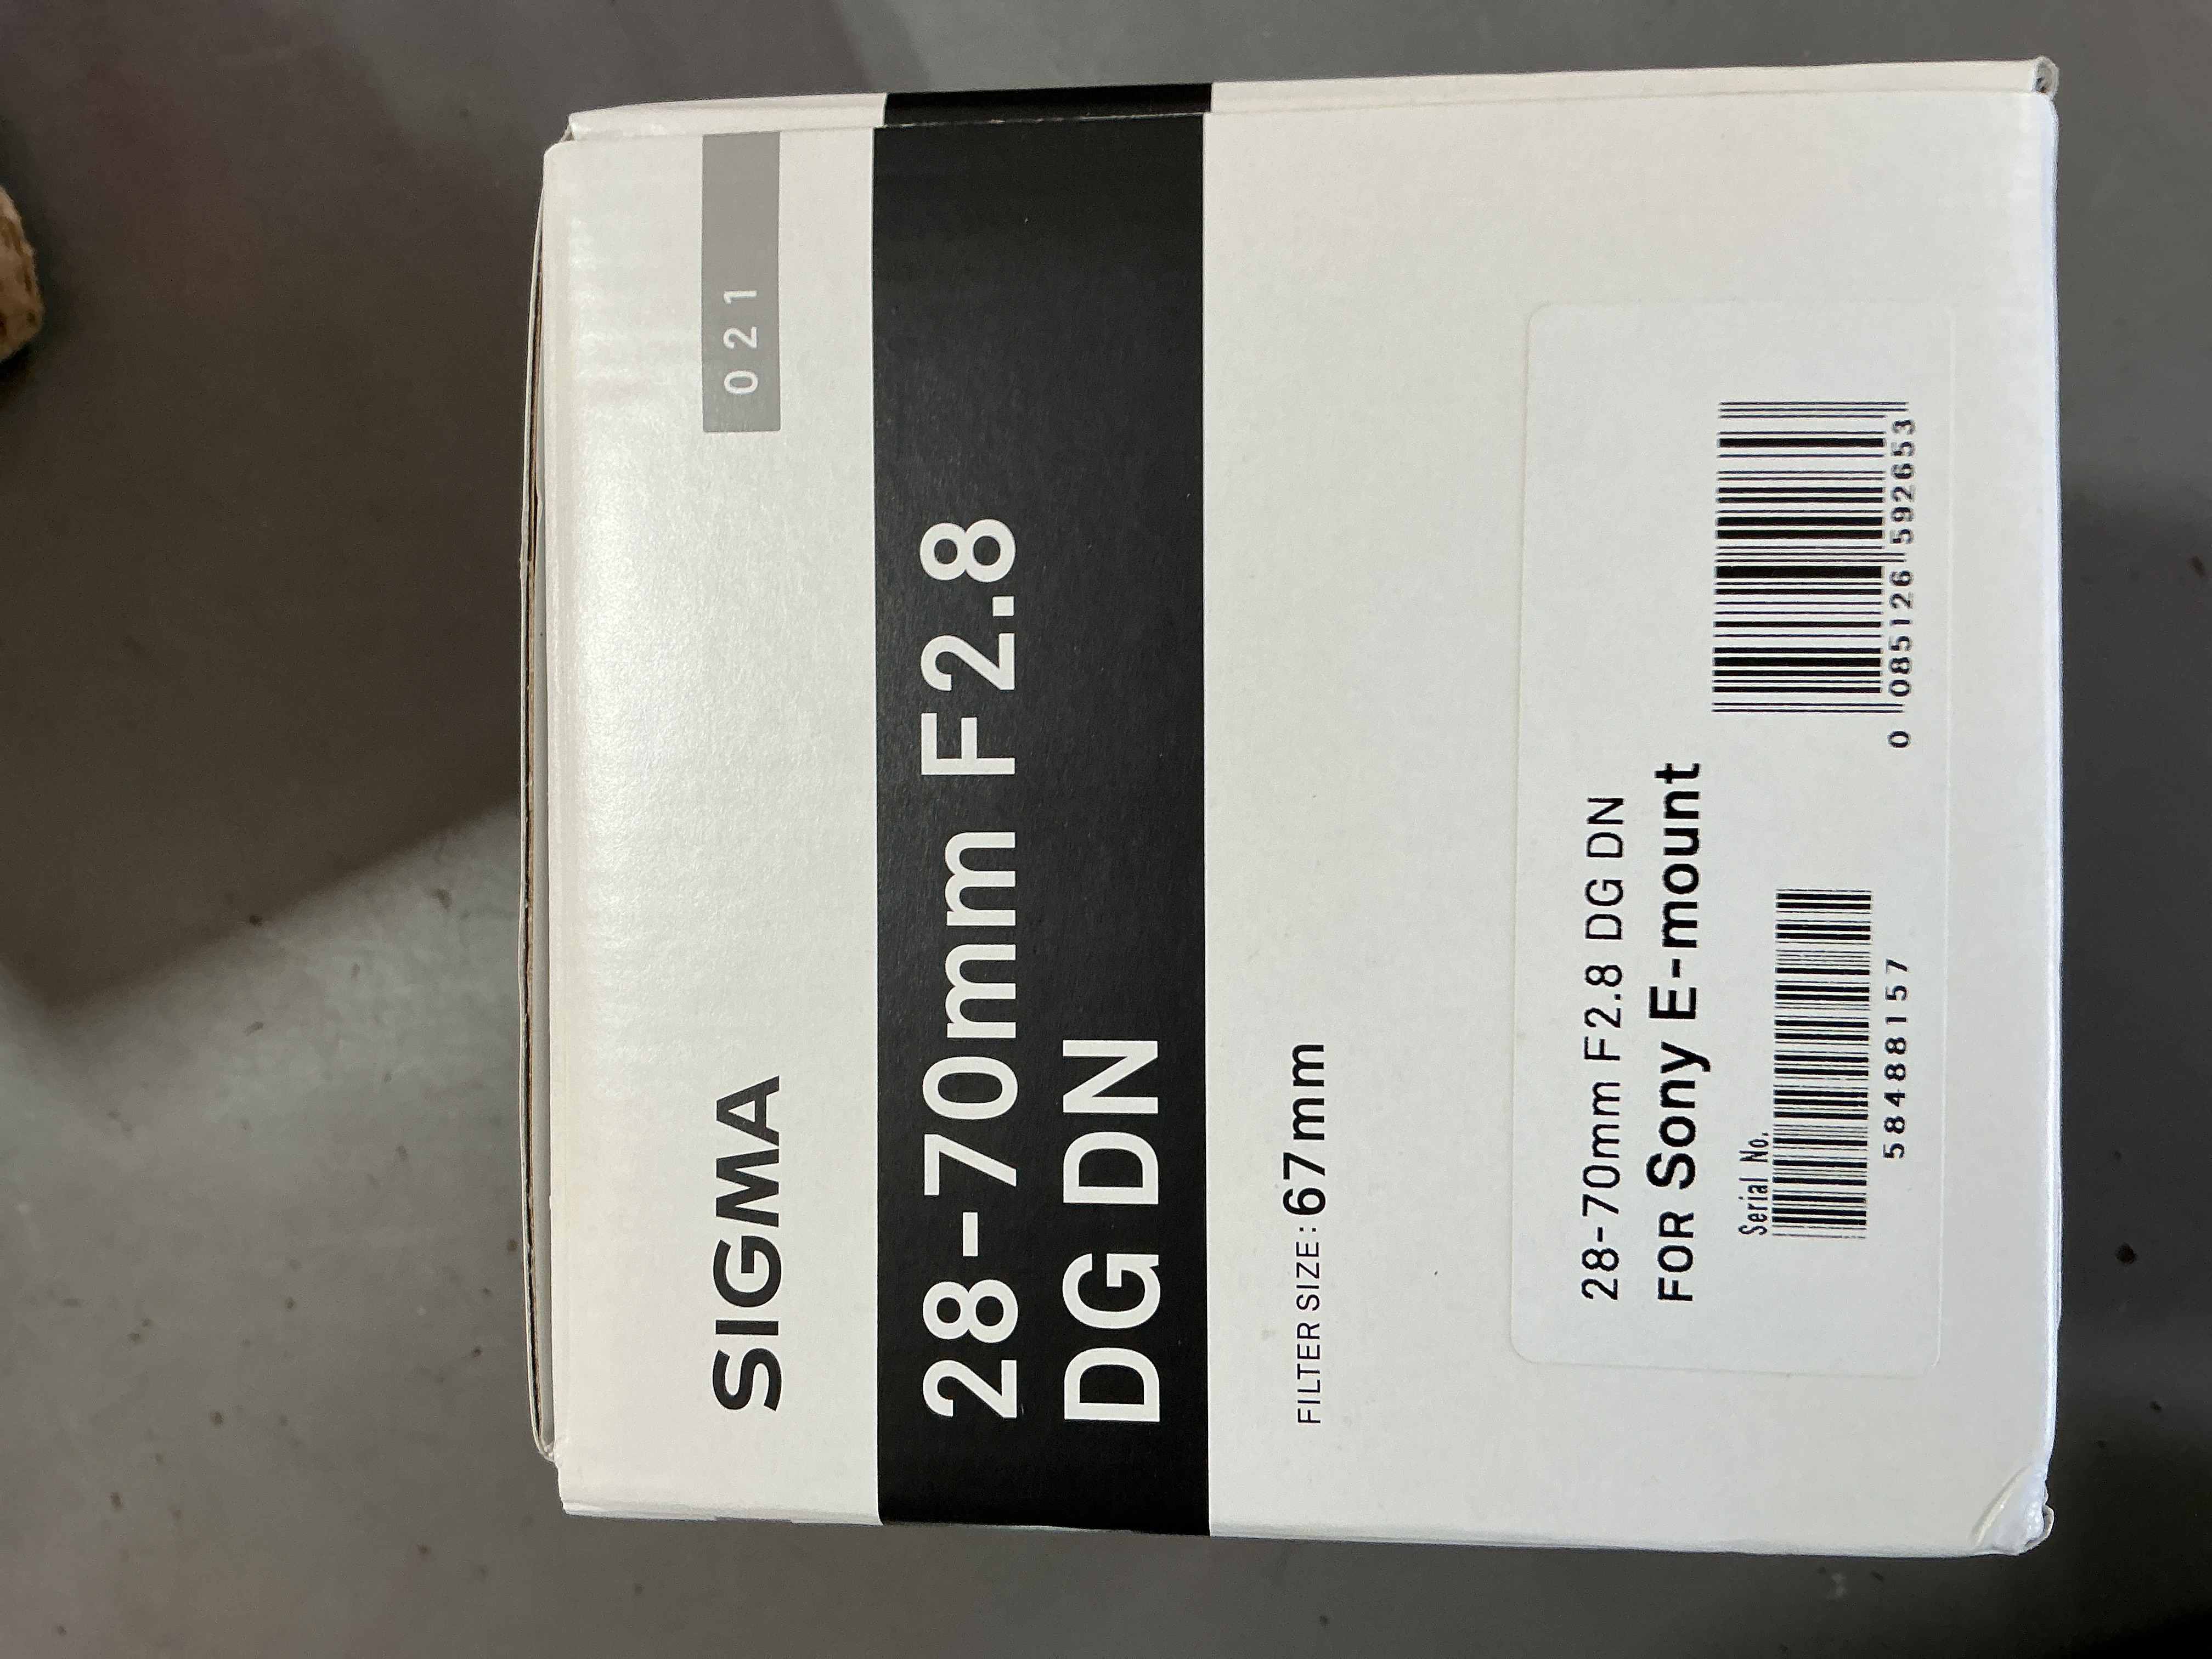 SIGMA
021
28-70mm F2.8
DG DN
FILTER SIZE: 67mm
28-70mm F2.8 DG DN
FOR Sony E-mount
Serial No.
58488157
0 085126 592653